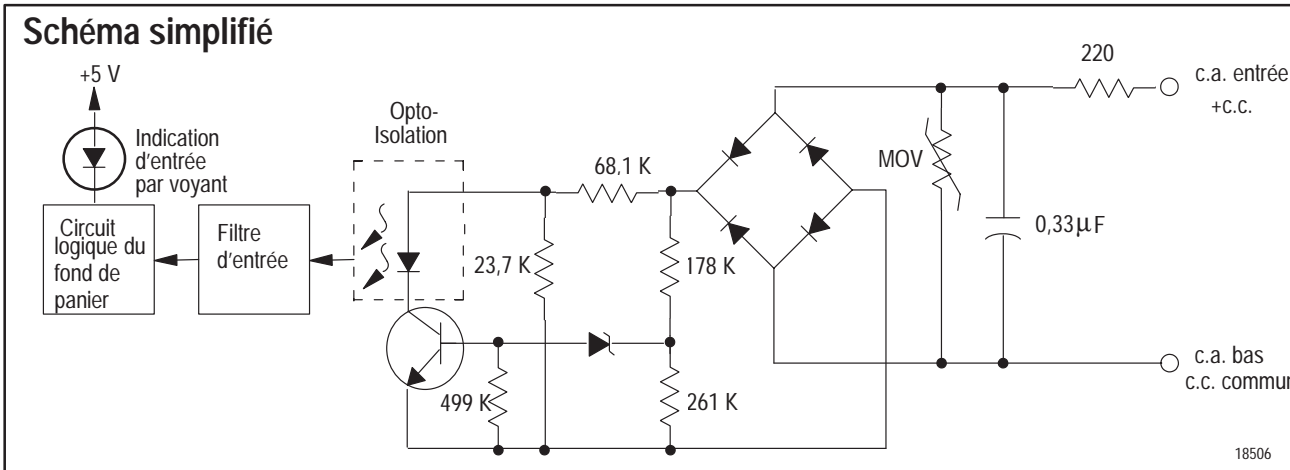 Schéma simplifié
+5 V
Indication
d'entrée
par voyant
Opto-
Isolation
Circuit
logique du
fond de
panier
Filtre
d'entrée
68,1 K
23,7 K
178 K
499 K
261 K
MOV
0,33µF
220
c.a. entrée
+c.c.
c.a. bas
c.c. commun
18506